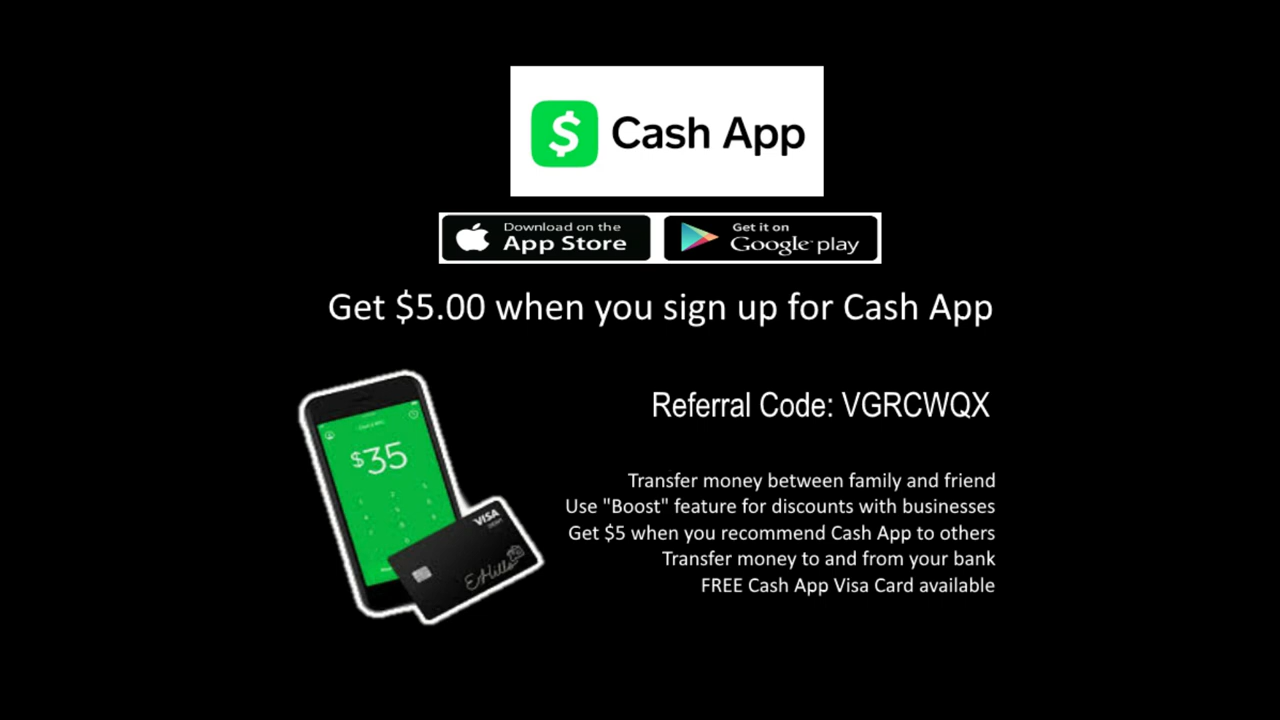 $ Cash App
Download on the
App Store
Get it on
Google play
Get $5.00 when you sign up for Cash App
Referral Code: VGRCWQX
$35
VISA
DEBIT
Transfer money between family and friend
Use "Boost" feature for discounts with businesses
Get $5 when you recommend Cash App to others
Transfer money to and from your bank
FREE Cash App Visa Card available